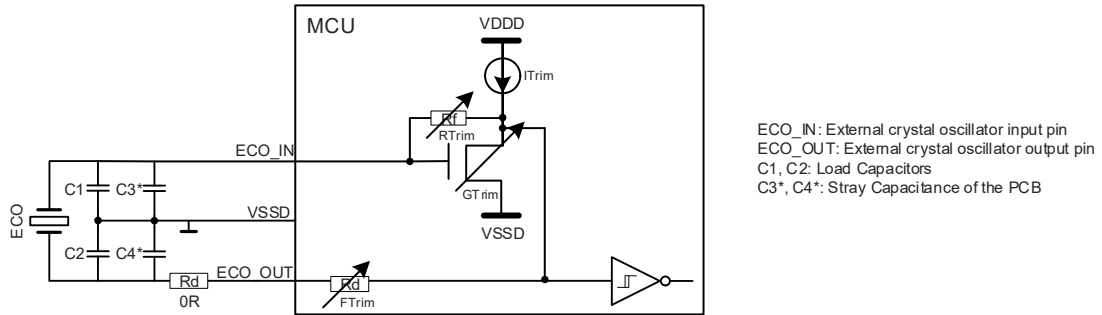 MCU
VDDD
ITrim
Rf
RTrim
ECO_IN
GTrim
C1
C3*
VSSD
VSSD
ECO
C2
C4*
Rd
0R
ECO_OUT
Rd
FTrim
ECO_IN: External crystal oscillator input pin
ECO_OUT: External crystal oscillator output pin
C1, C2: Load Capacitors
C3*, C4*: Stray Capacitance of the PCB